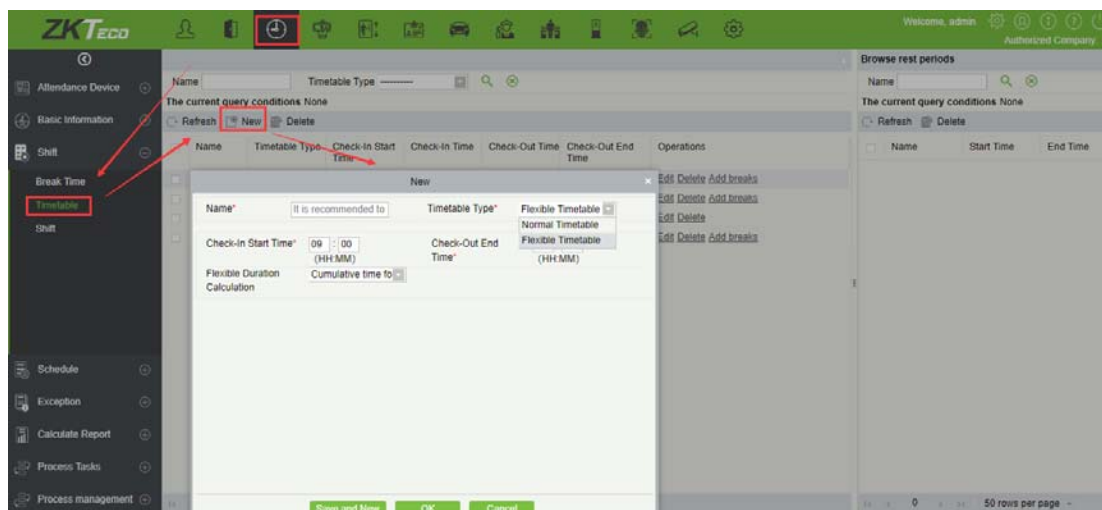 ZKTECO
Welcome, admin
Authorized Company
Attendance Device
Basic Information
Shift
Break Time
Timetable
Shift
Schedule
Exception
Calculate Report
Process Tasks
Process management
Name Timetable Type ----------
The current query conditions None
Refresh New Delete
Name Timetable Type Check-In Start Time Check-In Time Check-Out Time Check-Out End Time Operations
Edit Delete Add breaks
Edit Delete Add breaks
Edit Delete
Edit Delete Add breaks
New
Name* It is recommended to Timetable Type* Flexible Timetable
Normal Timetable
Flexible Timetable
Check-In Start Time* 09 : 00 Check-Out End Time*
(HH:MM) (HH:MM)
Flexible Duration Calculation Cumulative time fo
Save and New OK Cancel
Browse rest periods
Name
The current query conditions None
Refresh Delete
Name Start Time End Time
0 50 rows per page